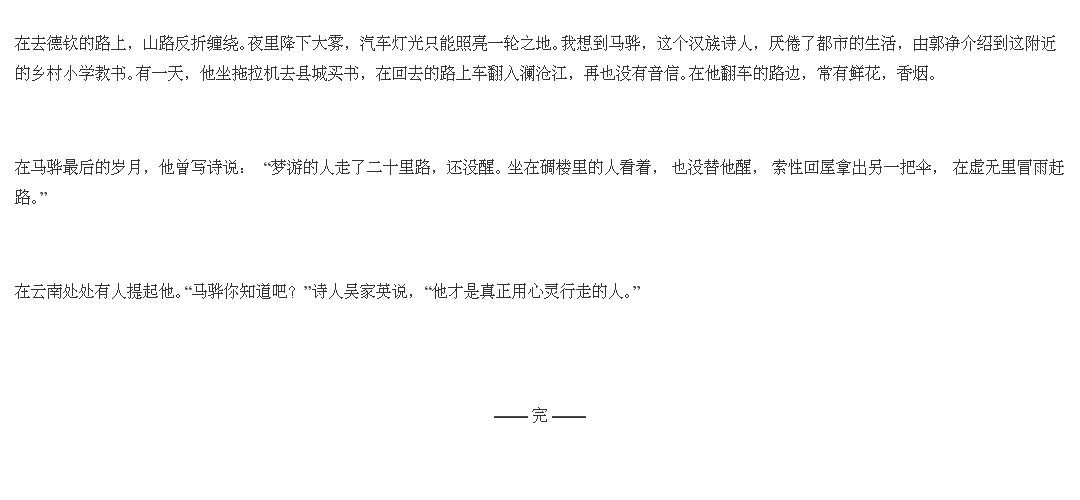 在去德钦的路上，山路反折缠绕。夜里降下大雾，汽车灯光只能照亮一轮之地。我想到马骅，这个汉族诗人，厌倦了都市的生活，由郭净介绍到这附近
的乡村小学教书。有一天，他坐拖拉机去县城买书，在回去的路上车翻入澜沧江，再也没有音信。在他翻车的路边，常有鲜花，香烟。
在马骅最后的岁月，他曾写诗说： “梦游的人走了二十里路，还没醒。坐在碉楼里的人看着， 也没替他醒， 索性回屋拿出另一把伞， 在虚无里冒雨赶
路。”
在云南处处有人提起他。“马骅你知道吧？”诗人吴家英说，“他才是真正用心灵行走的人。”
—— 完 ——